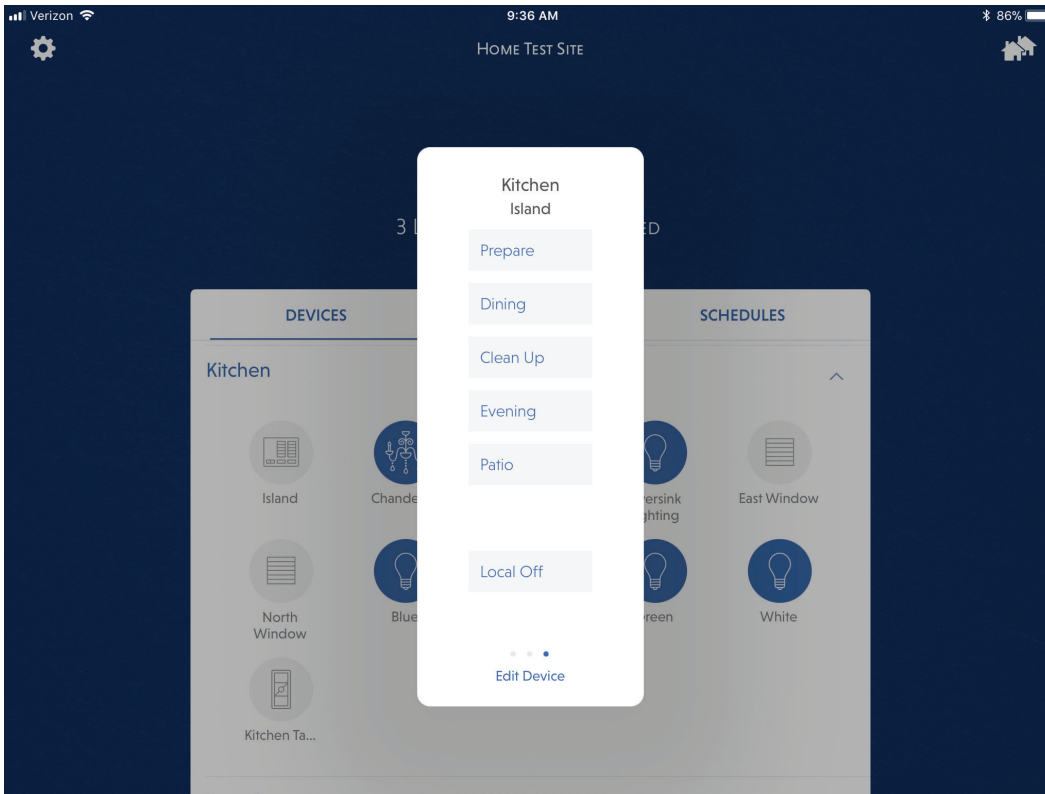 Verizon 9:36 AM 86%
HOME TEST SITE
3
Kitchen
Island
Prepare
Dining
Clean Up
Evening
Patio
Local Off
Edit Device
DEVICES SCHEDULES
Kitchen
Island East Window
North White
Window
Kitchen Ta...